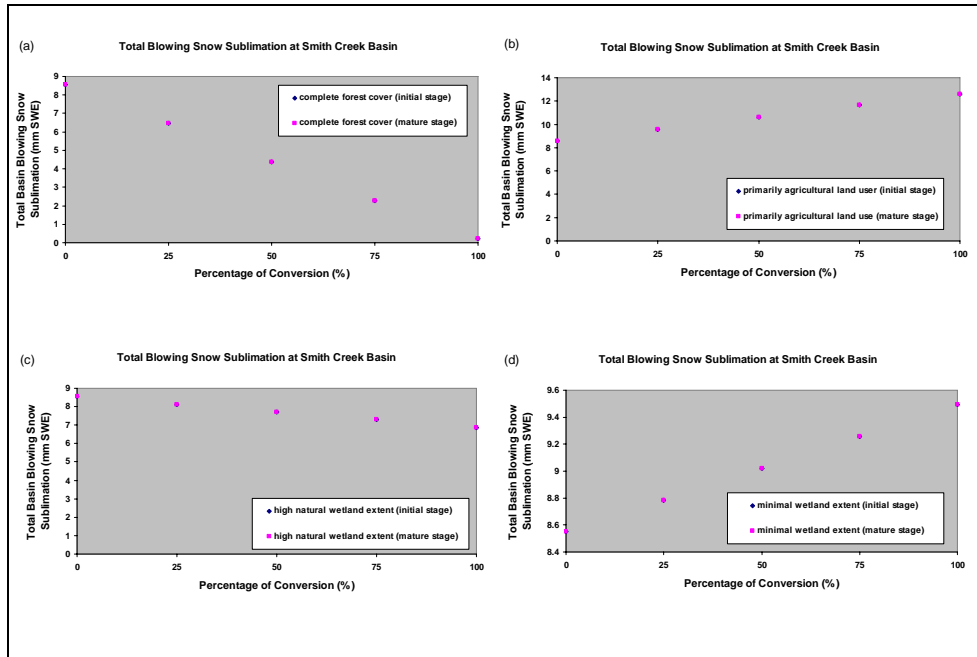 (a)
Total Blowing Snow Sublimation at Smith Creek Basin
Total Basin Blowing Snow
Sublimation (mm SWE)
9
8
7
6
5
4
3
2
1
0
complete forest cover (initial stage)
complete forest cover (mature stage)
0 25 50 75 100
Percentage of Conversion (%)
(b)
Total Blowing Snow Sublimation at Smith Creek Basin
Total Basin Blowing Snow
Sublimation (mm SWE)
14
12
10
8
6
4
2
0
primarily agricultural land user (initial stage)
primarily agricultural land use (mature stage)
0 25 50 75 100
Percentage of Conversion (%)
(c)
Total Blowing Snow Sublimation at Smith Creek Basin
Total Basin Blowing Snow
Sublimation (mm SWE)
9
8
7
6
5
4
3
2
1
0
high natural wetland extent (initial stage)
high natural wetland extent (mature stage)
0 25 50 75 100
Percentage of Conversion (%)
(d)
Total Blowing Snow Sublimation at Smith Creek Basin
Total Basin Blowing Snow
Sublimation (mm SWE)
9.6
9.4
9.2
9
8.8
8.6
8.4
minimal wetland extent (initial stage)
minimal wetland extent (mature stage)
0 25 50 75 100
Percentage of Conversion (%)